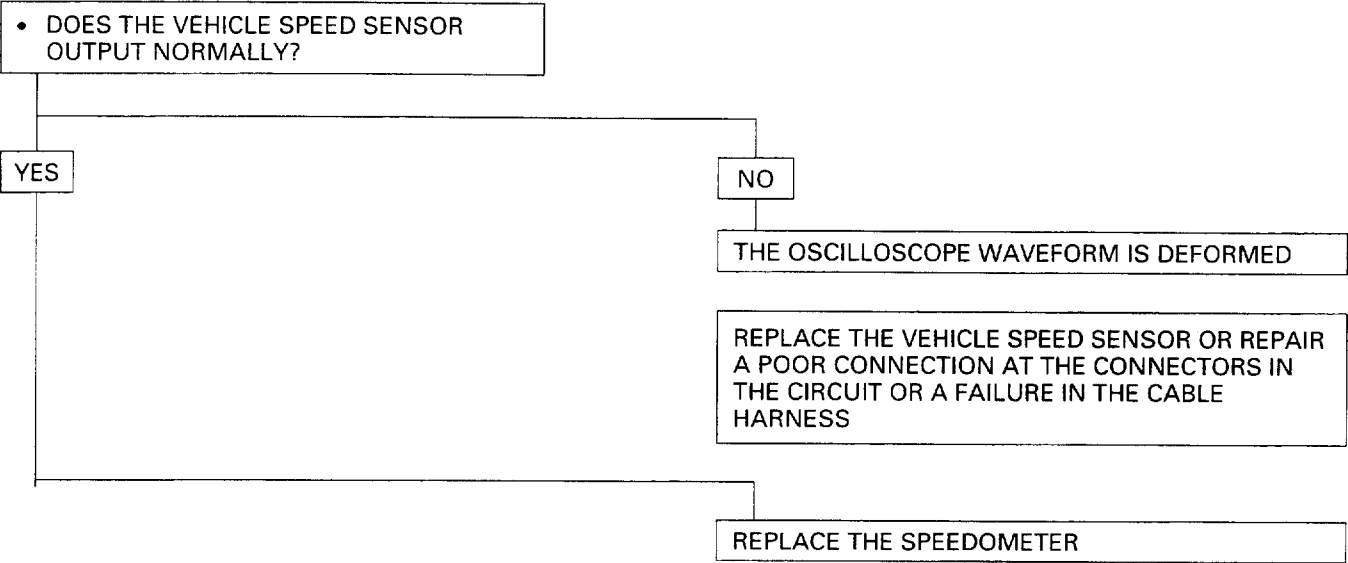 • DOES THE VEHICLE SPEED SENSOR
OUTPUT NORMALLY?
YES
NO
THE OSCILLOSCOPE WAVEFORM IS DEFORMED
REPLACE THE VEHICLE SPEED SENSOR OR REPAIR
A POOR CONNECTION AT THE CONNECTORS IN
THE CIRCUIT OR A FAILURE IN THE CABLE
HARNESS
REPLACE THE SPEEDOMETER